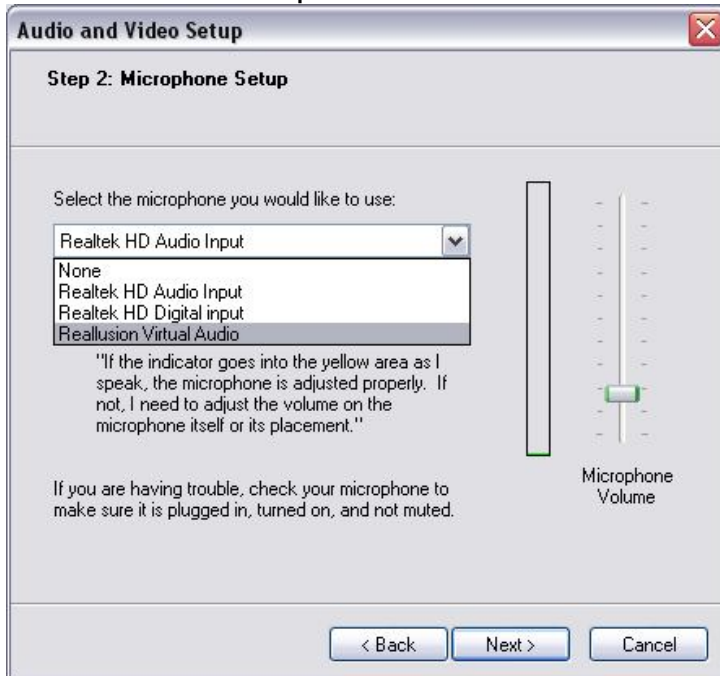 Audio and Video Setup
Step 2: Microphone Setup
Select the microphone you would like to use:
Realtek HD Audio Input
None
Realtek HD Audio Input
Realtek HD Digital input
Reallusion Virtual Audio
"If the indicator goes into the yellow area as I
speak, the microphone is adjusted properly. If
not, I need to adjust the volume on the
microphone itself or its placement."
If you are having trouble, check your microphone to
make sure it is plugged in, turned on, and not muted.
Microphone
Volume
< Back
Next >
Cancel